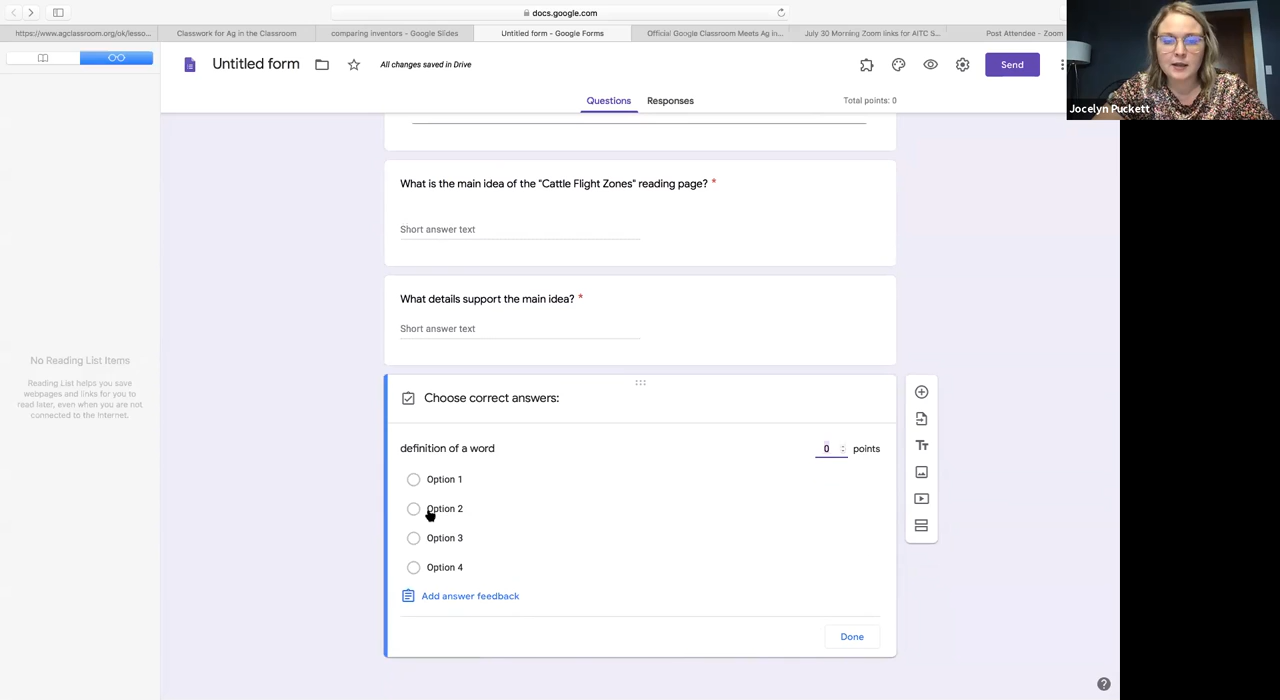 docs.google.com
https://www.agclassroom.org/ok/lesso...
Classwork for Ag in the Classroom
comparing inventors - Google Slides
Untitled form - Google Forms
Official Google Classroom Meets Ag in...
July 30 Morning Zoom links for AITC S...
Post Attendee - Zoom
Untitled form
All changes saved in Drive
Send
Jocelyn Puckett
Questions
Responses
Total points: 0
What is the main idea of the "Cattle Flight Zones" reading page? *
Short answer text
What details support the main idea? *
Short answer text
No Reading List Items
Reading List helps you save
webpages and links for you to
read later, even when you are not
connected to the Internet.
Choose correct answers:
definition of a word
0 points
Option 1
Option 2
Option 3
Option 4
Add answer feedback
Done